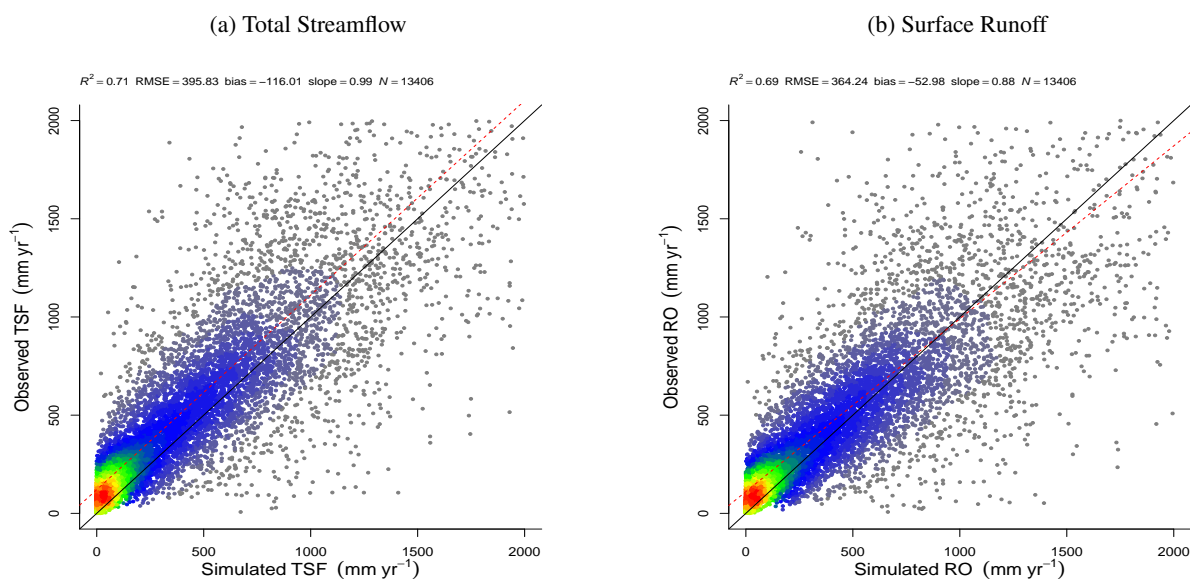 (a) Total Streamflow
R² = 0.71 RMSE = 395.83 bias = −116.01 slope = 0.99 N = 13406
2000
1500
1000
500
0
Observed TSF (mm yr⁻¹)
0 500 1000 1500 2000
Simulated TSF (mm yr⁻¹)
(b) Surface Runoff
R² = 0.69 RMSE = 364.24 bias = −52.98 slope = 0.88 N = 13406
2000
1500
1000
500
0
Observed RO (mm yr⁻¹)
0 500 1000 1500 2000
Simulated RO (mm yr⁻¹)